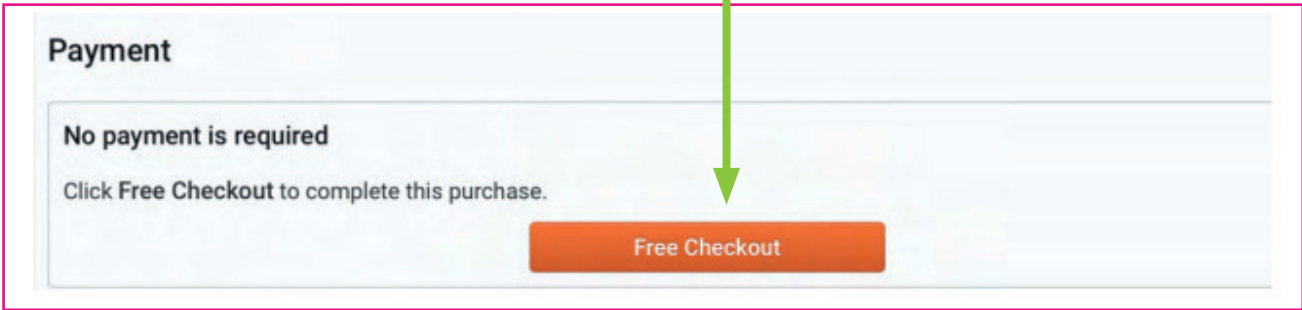 Payment
No payment is required
Click Free Checkout to complete this purchase.
Free Checkout